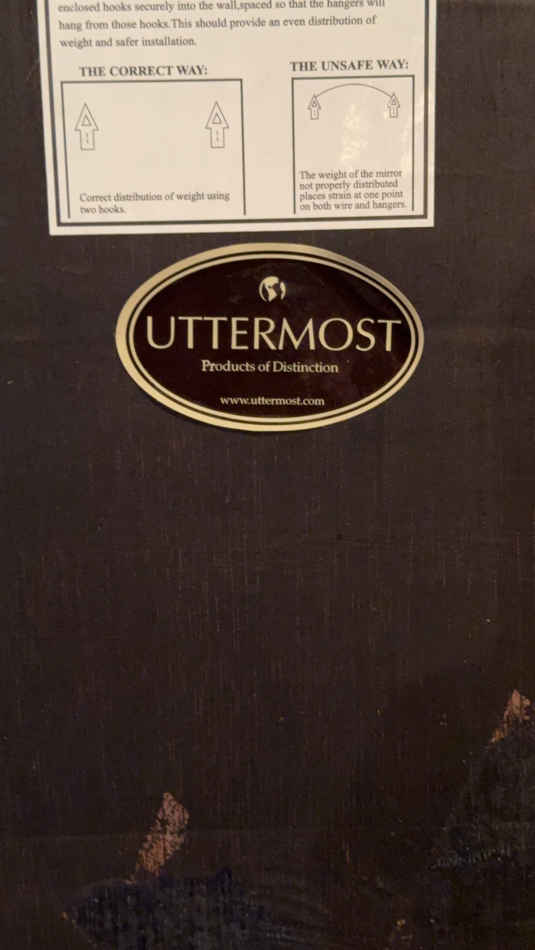 enclosed hooks securely into the wall,spaced so that the hangers will
hang from those hooks.This should provide an even distribution of
weight and safer installation.
THE CORRECT WAY:
Correct distribution of weight using
two hooks.
THE UNSAFE WAY:
The weight of the mirror
not properly distributed
places strain at one point
on both wire and hangers.
UTTERMOST
Products of Distinction
www.uttermost.com